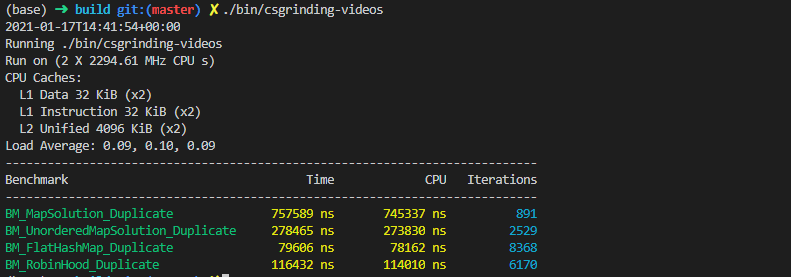 (base) ➜ build git:(master) ✗ ./bin/csgrinding-videos
2021-01-17T14:41:54+00:00
Running ./bin/csgrinding-videos
Run on (2 X 2294.61 MHz CPU s)
CPU Caches:
  L1 Data 32 KiB (x2)
  L1 Instruction 32 KiB (x2)
  L2 Unified 4096 KiB (x2)
Load Average: 0.09, 0.10, 0.09
---------------------------------------------------------------------------
Benchmark Time CPU Iterations
---------------------------------------------------------------------------
BM_MapSolution_Duplicate 757589 ns 745337 ns 891
BM_UnorderedMapSolution_Duplicate 278465 ns 273830 ns 2529
BM_FlatHashMap_Duplicate 79606 ns 78162 ns 8368
BM_RobinHood_Duplicate 116432 ns 114010 ns 6170